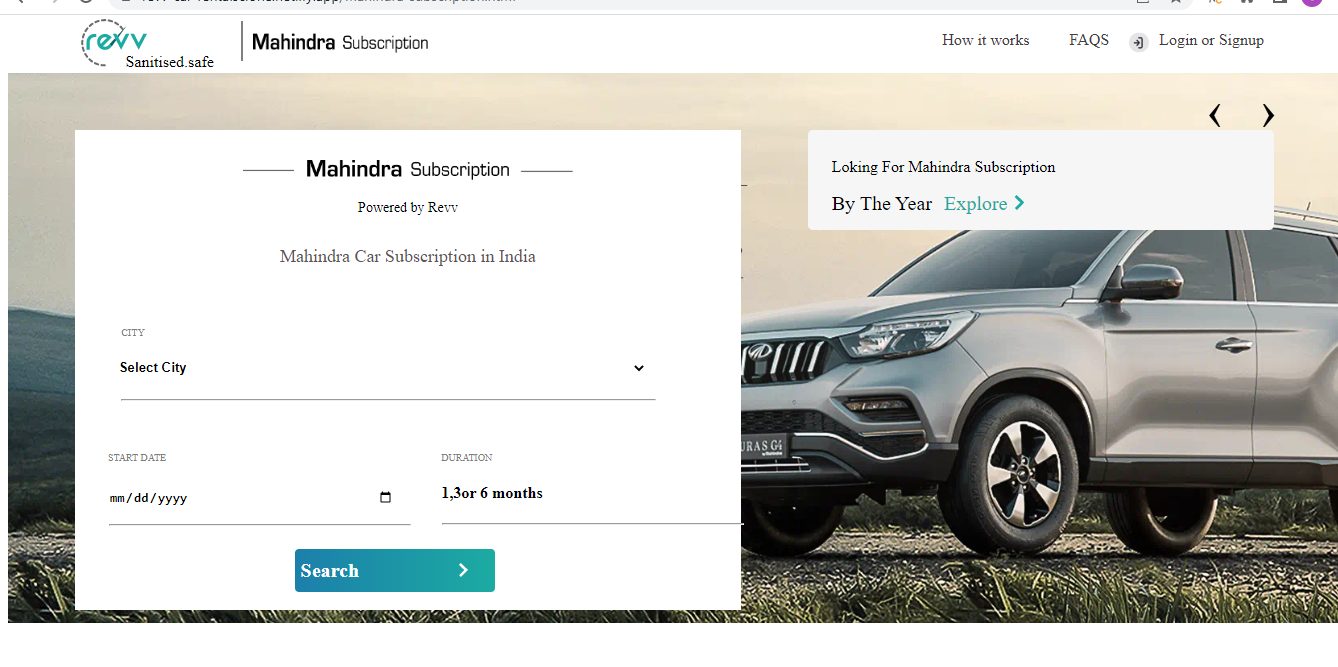 revv
Sanitised.safe
Mahindra Subscription
How it works
FAQS
Login or Signup
Mahindra Subscription
Powered by Revv
Mahindra Car Subscription in India
CITY
Select City
START DATE
mm/dd/yyyy
DURATION
1,3or 6 months
Search
Loking For Mahindra Subscription
By The Year Explore
URAS G4